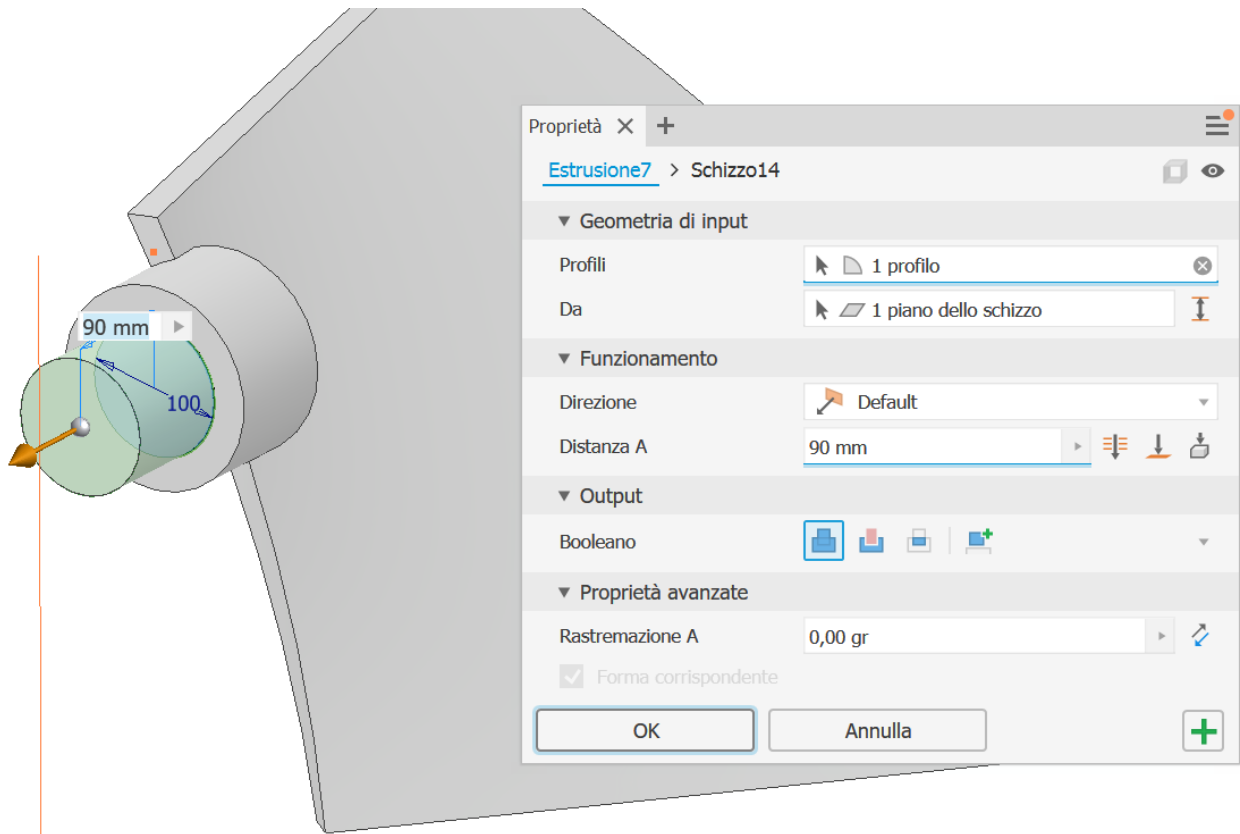 Proprietà
Estrusione7 > Schizzo14
Geometria di input
Profili 1 profilo
Da 1 piano dello schizzo
90 mm
Funzionamento
100
Direzione Default
Distanza A 90 mm
Output
Booleano
Proprietà avanzate
Rastremazione A 0,00 gr
Forma corrispondente
OK Annulla